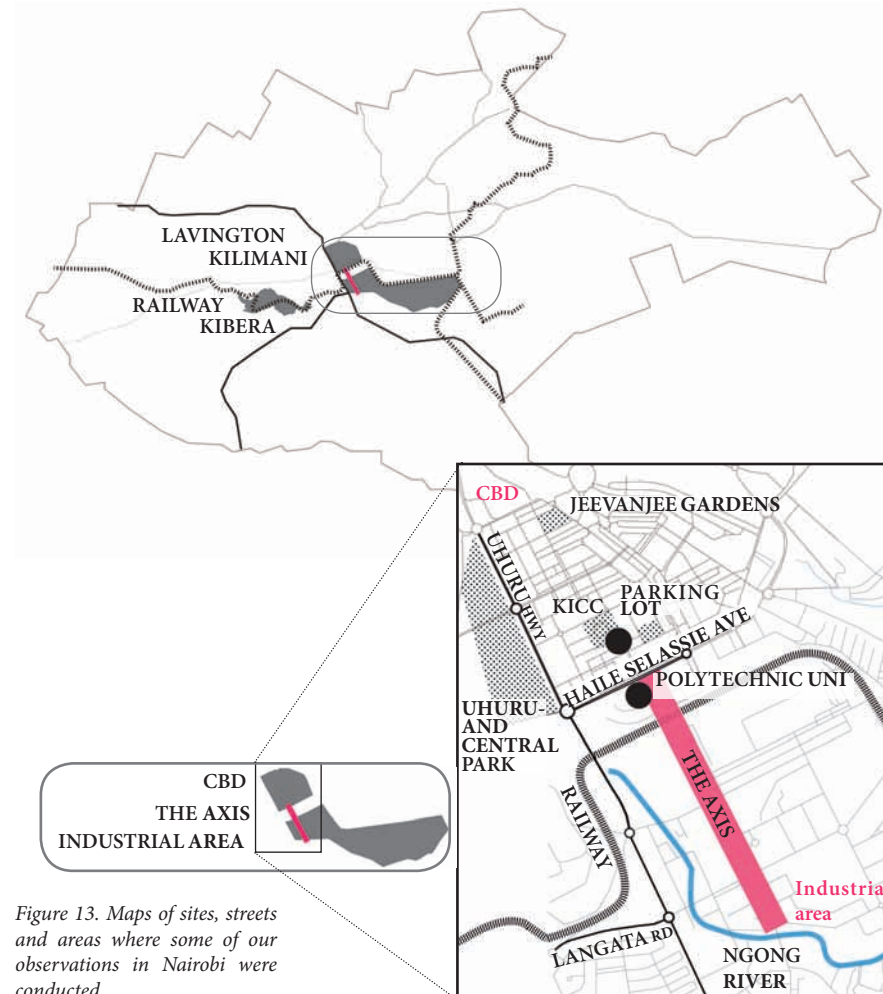 LAVINGTON
KILIMANI
RAILWAY
KIBERA
CBD
JEEVANJEE GARDENS
UHURU HWY
KICC
PARKING
LOT
HAILE SELASSIE AVE
POLYTECHNIC UNI
UHURU-
AND
CENTRAL
PARK
THE AXIS
RAILWAY
Industria
area
LANGATA RD
NGONG
RIVER
CBD
THE AXIS
INDUSTRIAL AREA
Figure 13. Maps of sites, streets
and areas where some of our
observations in Nairobi were
conducted